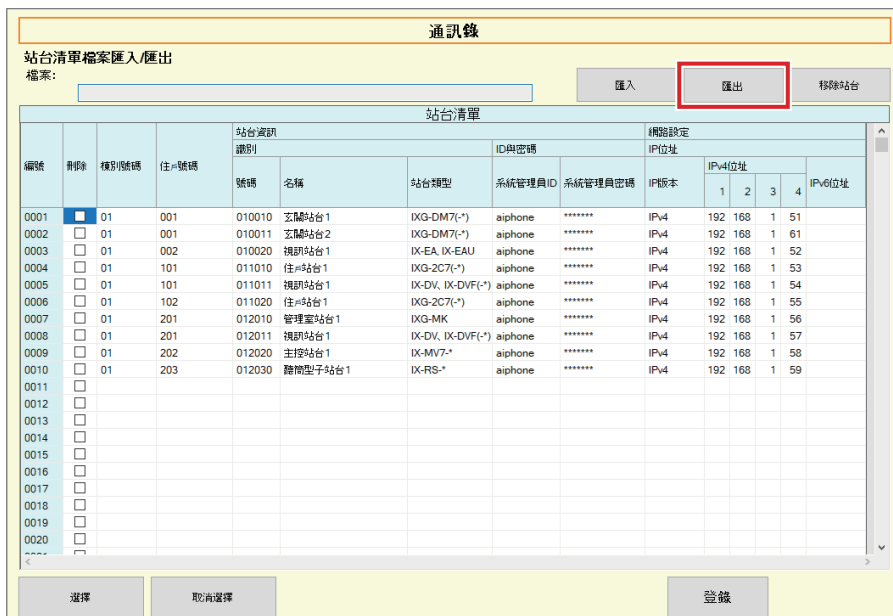 通訊錄
站台清單檔案匯入/匯出
檔案:
匯入 匯出 移除站台
站台清單
編號 刪除 棟別號碼 住戶號碼 站台資訊 網路設定
識別 ID與密碼 IP位址
號碼 名稱 站台類型 系統管理員ID 系統管理員密碼 IP版本 IPv4位址 IPv6位址
1 2 3 4
0001 01 001 010010 玄關站台1 IXG-DM7(-*) aiphone ******* IPv4 192 168 1 51
0002 01 001 010011 玄關站台2 IXG-DM7(-*) aiphone ******* IPv4 192 168 1 61
0003 01 002 010020 視訊站台1 IX-EA, IX-EAU aiphone ******* IPv4 192 168 1 52
0004 01 101 011010 住戶站台1 IXG-2C7(-*) aiphone ******* IPv4 192 168 1 53
0005 01 101 011011 視訊站台1 IX-DV, IX-DVF(-*) aiphone ******* IPv4 192 168 1 54
0006 01 102 011020 住戶站台1 IXG-2C7(-*) aiphone ******* IPv4 192 168 1 55
0007 01 201 012010 管理室站台1 IXG-MK aiphone ******* IPv4 192 168 1 56
0008 01 201 012011 視訊站台1 IX-DV, IX-DVF(-*) aiphone ******* IPv4 192 168 1 57
0009 01 202 012020 主控站台1 IX-MV7-* aiphone ******* IPv4 192 168 1 58
0010 01 203 012030 聽筒型子站台1 IX-RS-* aiphone ******* IPv4 192 168 1 59
0011
0012
0013
0014
0015
0016
0017
0018
0019
0020
選擇 取消選擇 登錄